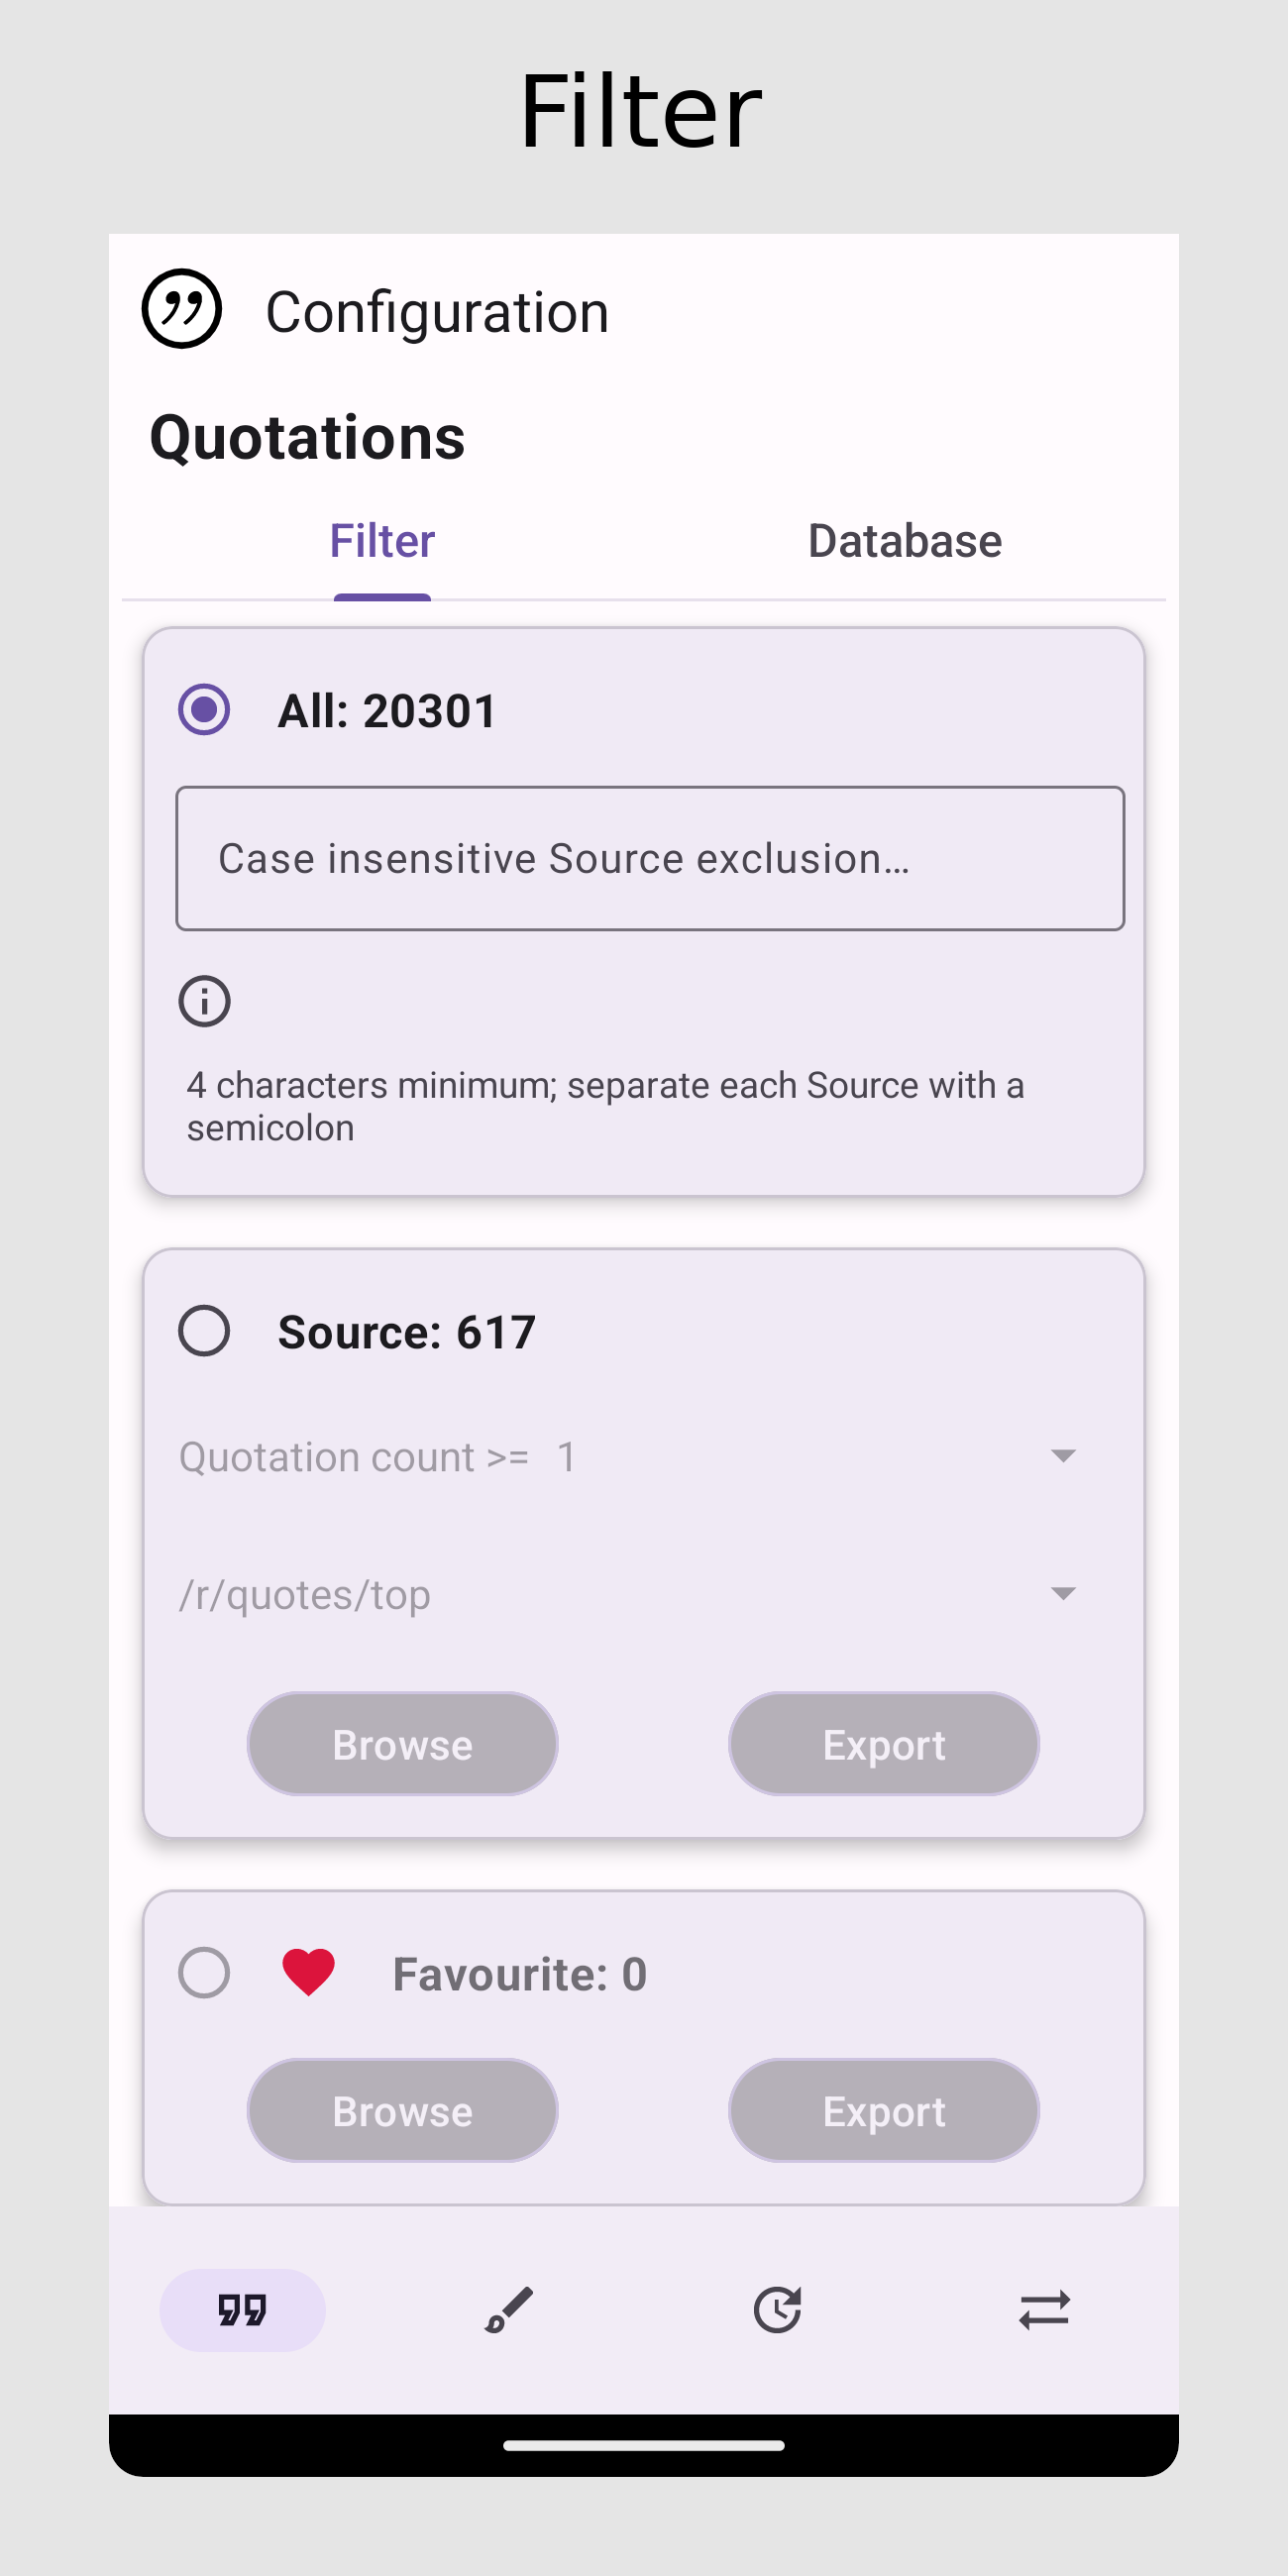 Filter
Configuration
Quotations
Filter
Database
All: 20301
Case insensitive Source exclusion…
4 characters minimum; separate each Source with a
semicolon
Source: 617
Quotation count >= 1
/r/quotes/top
Browse
Export
Favourite: 0
Browse
Export